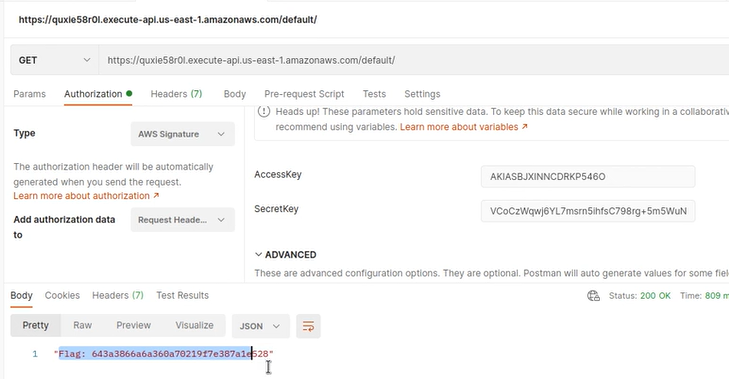 https://quxie58r0l.execute-api.us-east-1.amazonaws.com/default/
GET https://quxie58r0l.execute-api.us-east-1.amazonaws.com/default/
Params Authorization Headers (7) Body Pre-request Script Tests Settings
Heads up! These parameters hold sensitive data. To keep this data secure while working in a collaborativ
recommend using variables. Learn more about variables ↗
Type AWS Signature
The authorization header will be automatically
generated when you send the request.
Learn more about authorization ↗
AccessKey AKIASBJXINNCDRKP546O
Add authorization data
to Request Heade...
SecretKey VCoCzWqwj6YL7msrn5ihfsC798rg+5m5WuN
ADVANCED
These are advanced configuration options. They are optional. Postman will auto generate values for some fiel
Body Cookies Headers (7) Test Results Status: 200 OK Time: 809 m
Pretty Raw Preview Visualize JSON
1 "Flag: 643a3866a6a360a70219f7e387a1e528"